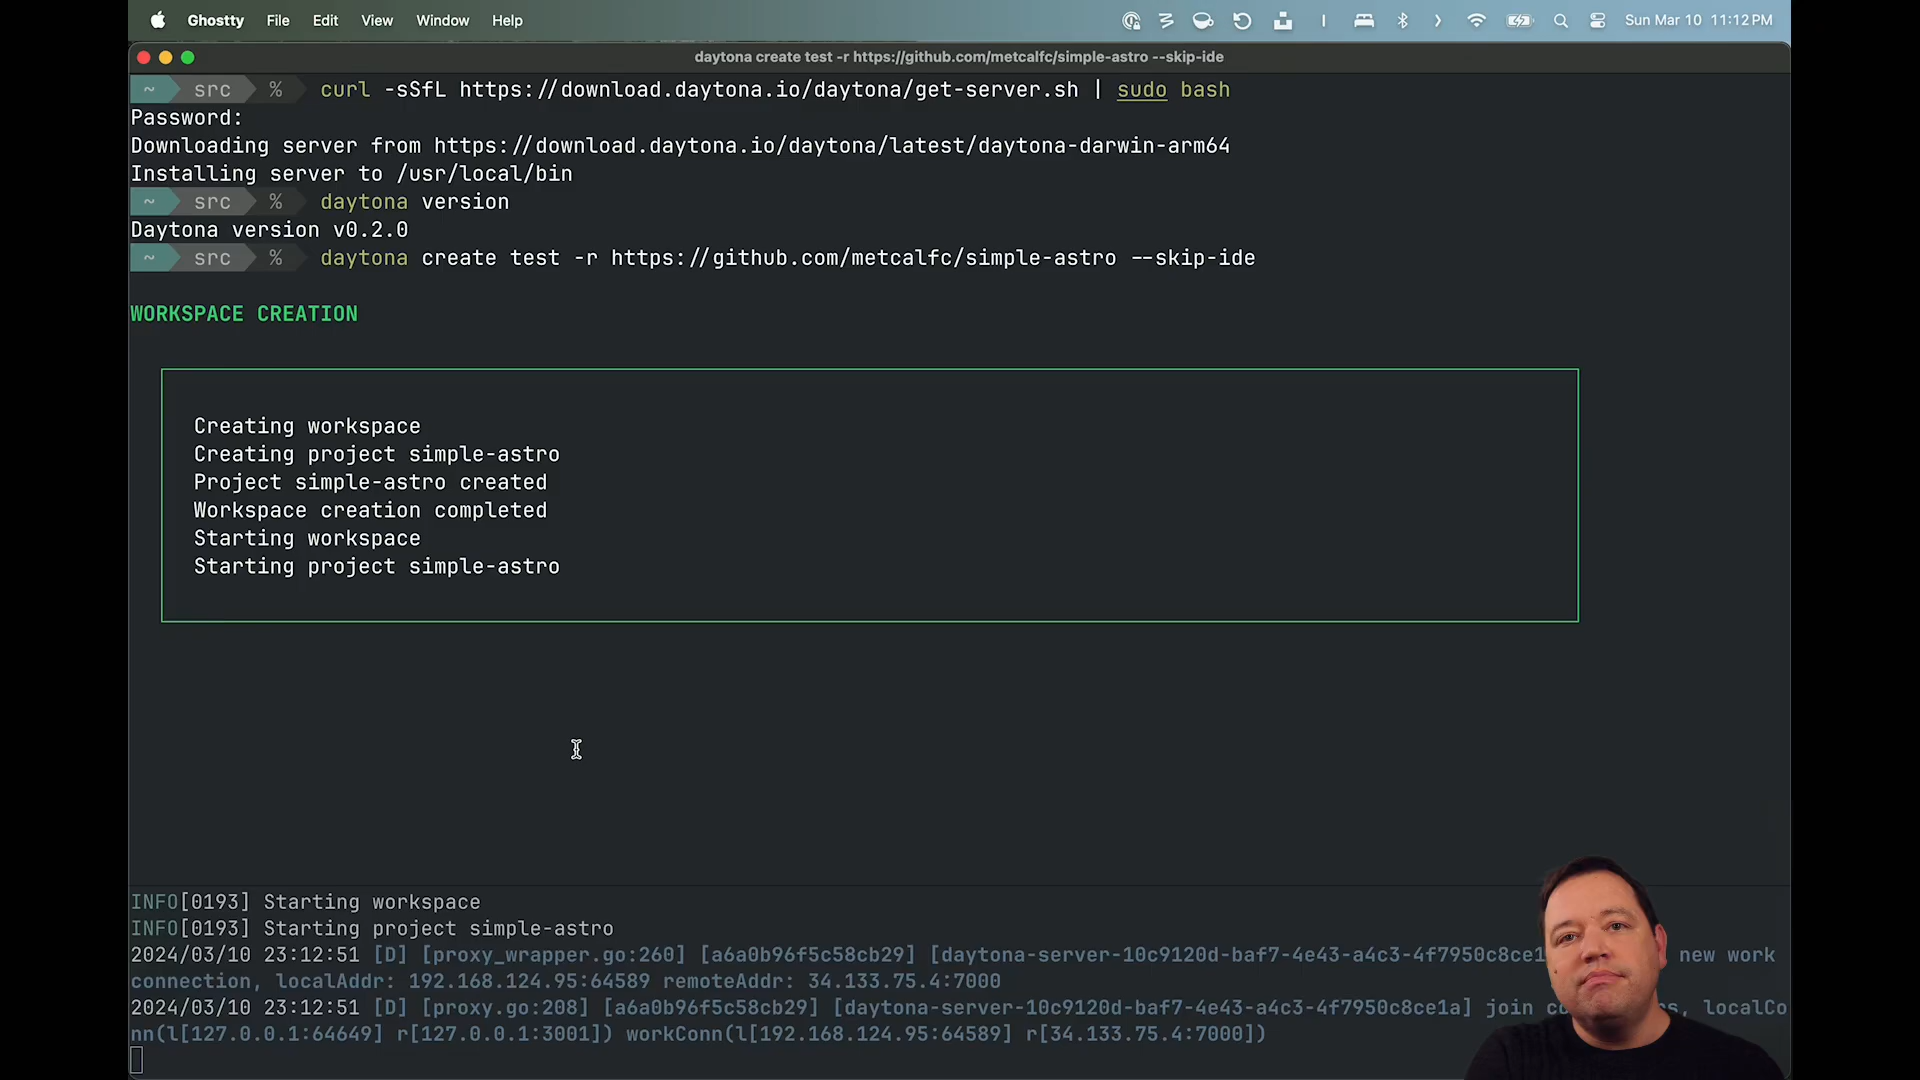 Ghostty File Edit View Window Help Sun Mar 10 11:12 PM
daytona create test -r https://github.com/metcalfc/simple-astro --skip-ide
~ src % curl -sSfL https://download.daytona.io/daytona/get-server.sh | sudo bash
Password:
Downloading server from https://download.daytona.io/daytona/latest/daytona-darwin-arm64
Installing server to /usr/local/bin
~ src % daytona version
Daytona version v0.2.0
~ src % daytona create test -r https://github.com/metcalfc/simple-astro --skip-ide
WORKSPACE CREATION
Creating workspace
Creating project simple-astro
Project simple-astro created
Workspace creation completed
Starting workspace
Starting project simple-astro
INFO[0193] Starting workspace
INFO[0193] Starting project simple-astro
2024/03/10 23:12:51 [D] [proxy_wrapper.go:260] [a6a0b96f5c58cb29] [daytona-server-10c9120d-baf7-4e43-a4c3-4f7950c8ce1 new work
connection, localAddr: 192.168.124.95:64589 remoteAddr: 34.133.75.4:7000
2024/03/10 23:12:51 [D] [proxy.go:208] [a6a0b96f5c58cb29] [daytona-server-10c9120d-baf7-4e43-a4c3-4f7950c8ce1a] join co s, localCo
nn(l[127.0.0.1:64649] r[127.0.0.1:3001]) workConn(l[192.168.124.95:64589] r[34.133.75.4:7000])